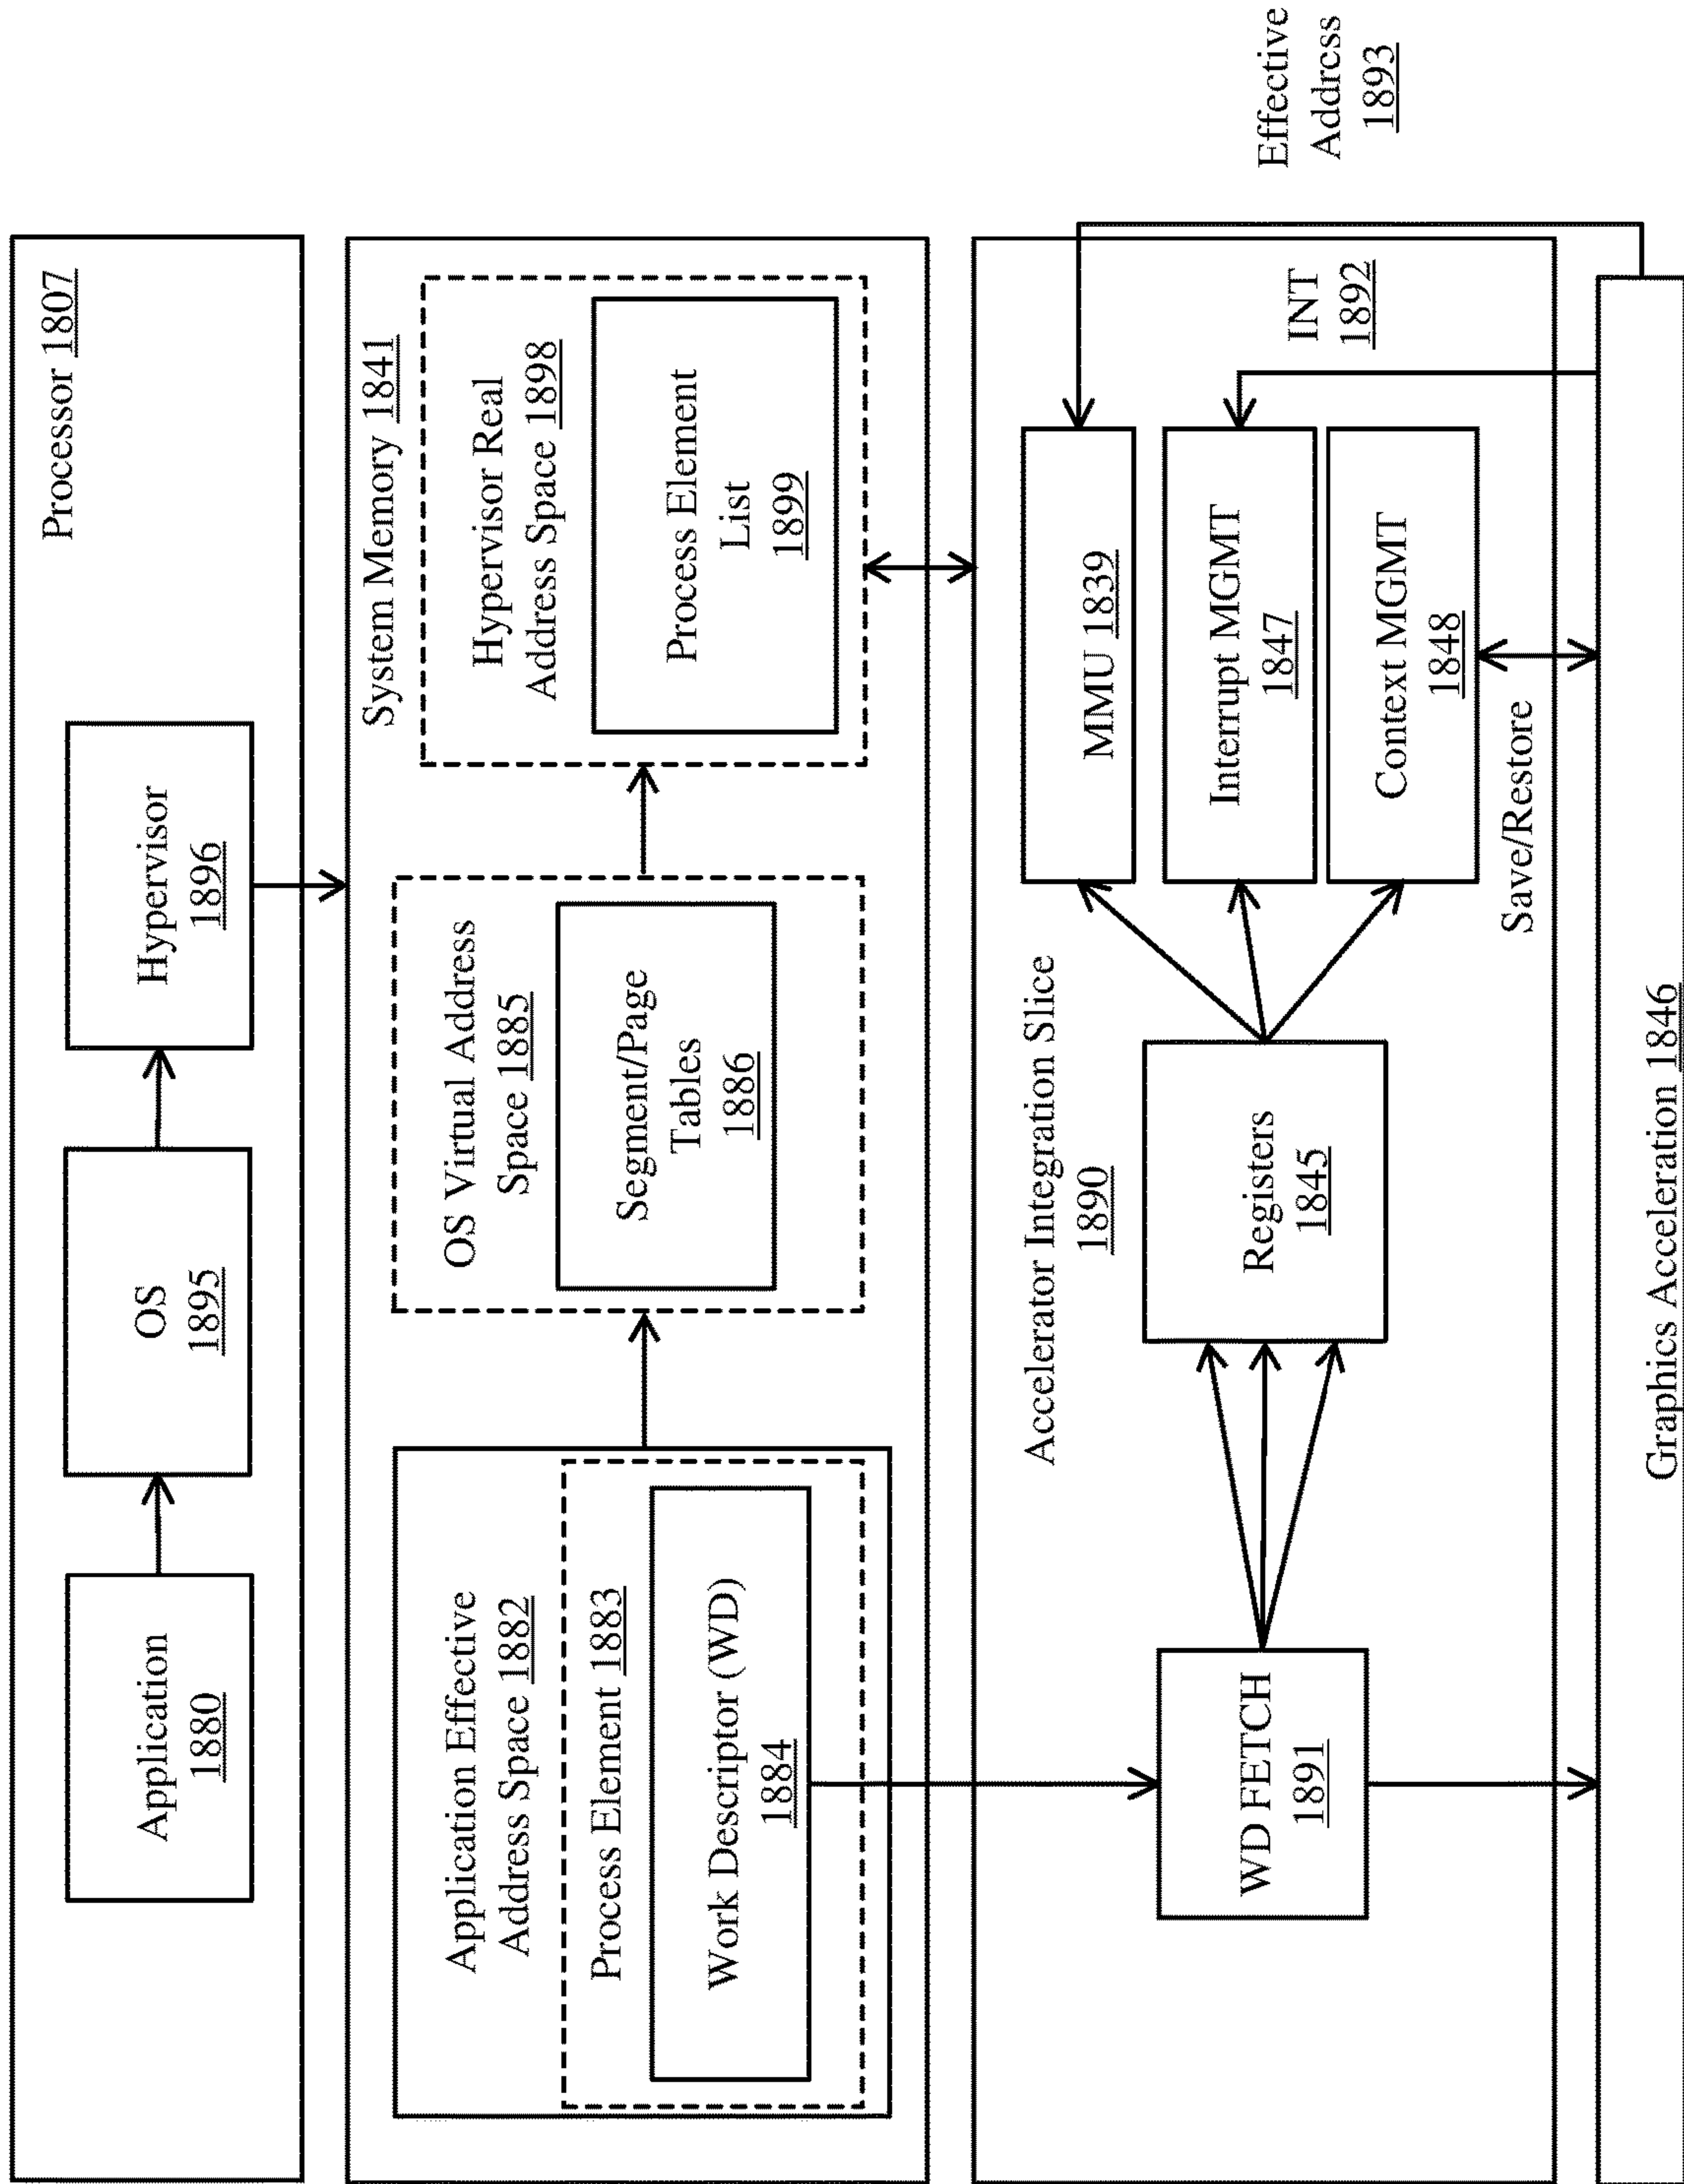 Processor 1807
Application
1880
OS
1895
Hypervisor
1896
System Memory 1841
Application Effective
Address Space 1882
Process Element 1883
Work Descriptor (WD)
1884
OS Virtual Address
Space 1885
Segment/Page
Tables
1886
Hypervisor Real
Address Space 1898
Process Element
List
1899
Accelerator Integration Slice
1890
WD FETCH
1891
Registers
1845
MMU 1839
Interrupt MGMT
1847
Context MGMT
1848
Save/Restore
INT
1892
Effective
Address
1893
Graphics Acceleration 1846